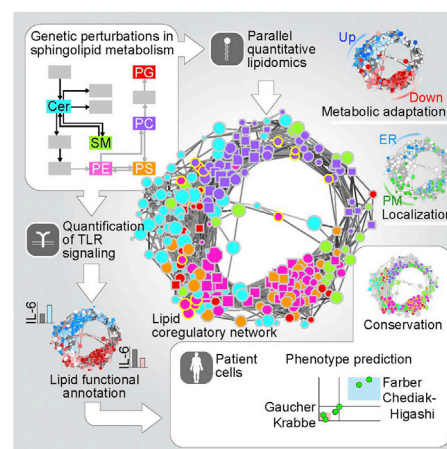 Genetic perturbations in
sphingolipid metabolism
Parallel
quantitative
lipidomics
Up
Down
Metabolic adaptation
PG
Cer
PC
SM
PE
PS
ER
PM
Localization
Quantification
of TLR
signaling
Lipid
coregulatory network
Conservation
IL-6
IL-6
Lipid functional
annotation
Patient
cells
Phenotype prediction
Farber
Chediak-
Higashi
Gaucher
Krabbe